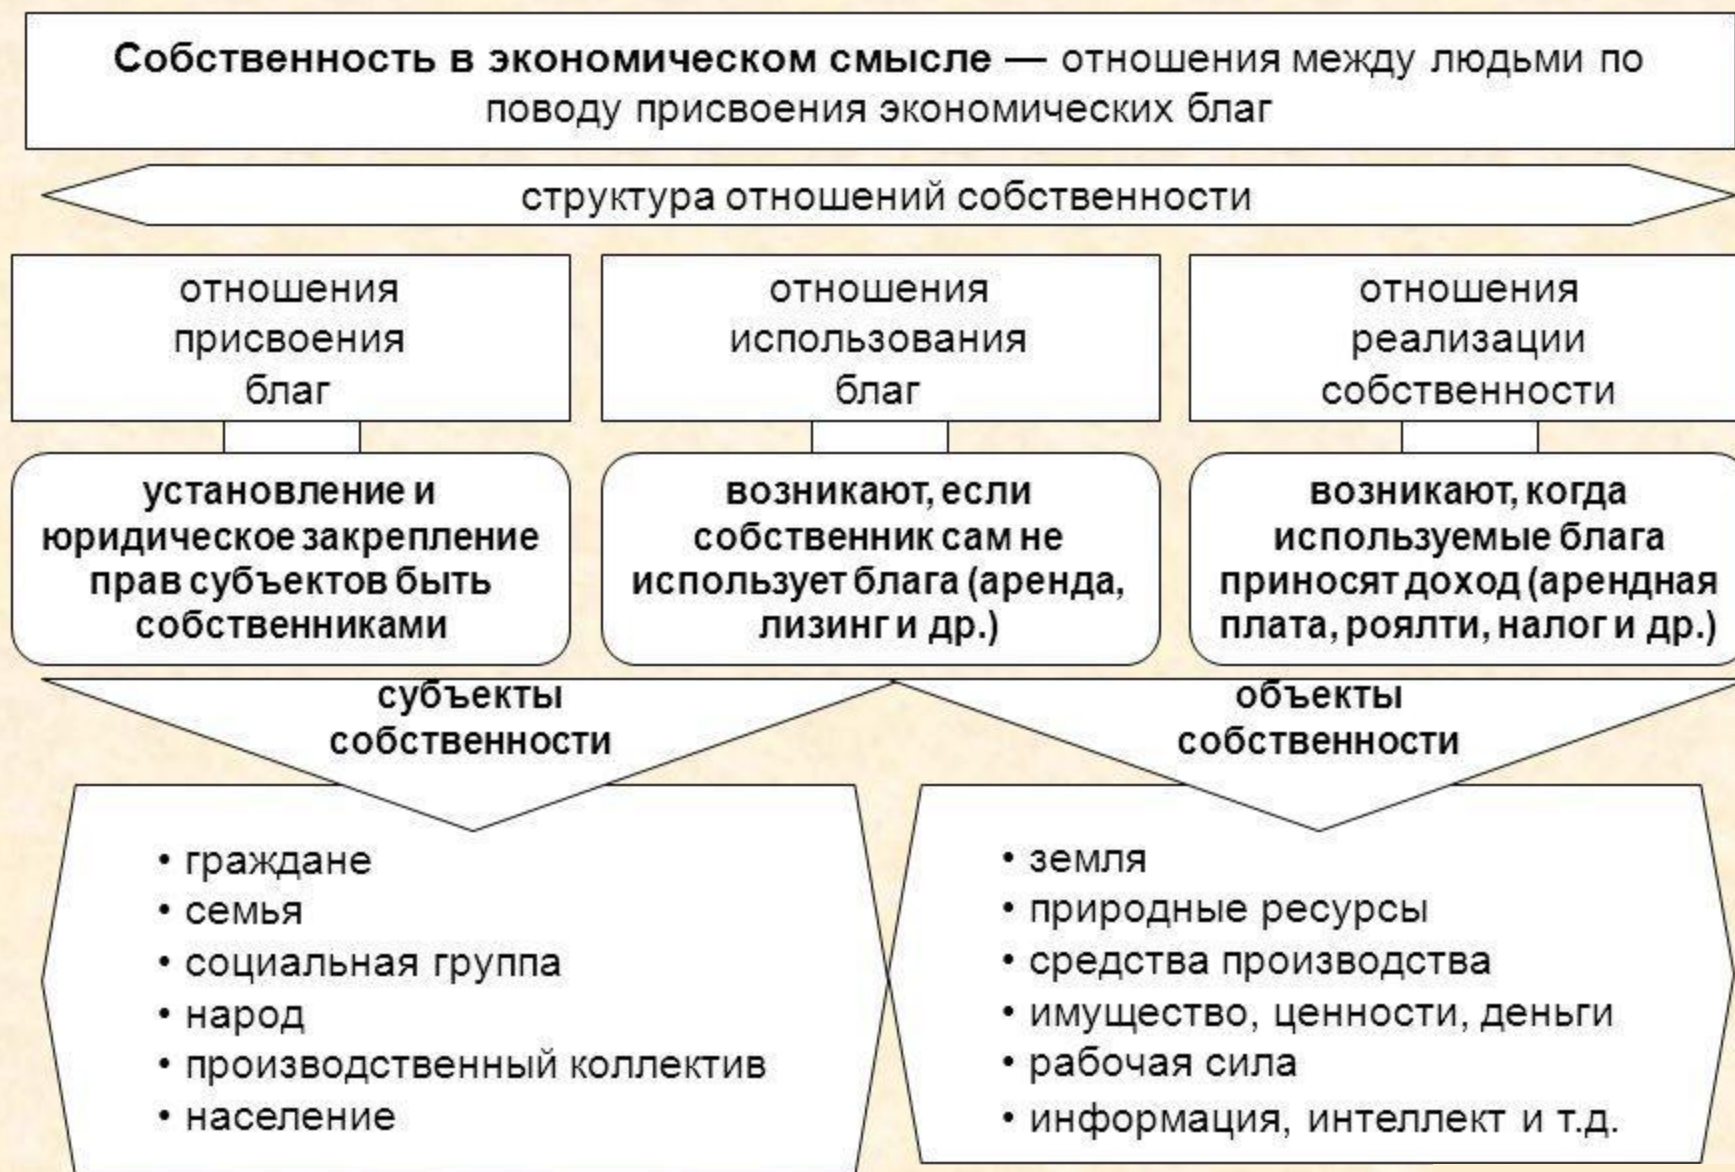 Собственность в экономическом смысле — отношения между людьми по
поводу присвоения экономических благ
структура отношений собственности
отношения
присвоения
благ
отношения
использования
благ
отношения
реализации
собственности
установление и
юридическое закрепление
прав субъектов быть
собственниками
возникают, если
собственник сам не
использует блага (аренда,
лизинг и др.)
возникают, когда
используемые блага
приносят доход (арендная
плата, роялти, налог и др.)
субъекты
собственности
• граждане
• семья
• социальная группа
• народ
• производственный коллектив
• население
объекты
собственности
• земля
• природные ресурсы
• средства производства
• имущество, ценности, деньги
• рабочая сила
• информация, интеллект и т.д.